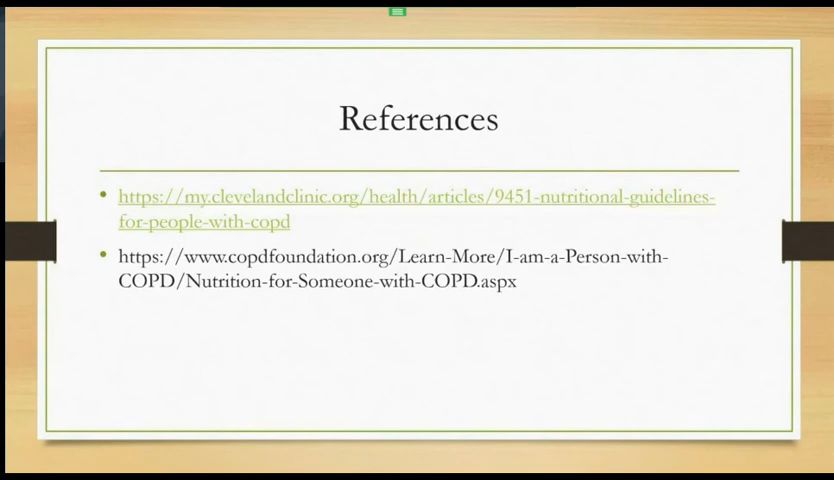 References
• https://my.clevelandclinic.org/health/articles/9451-nutritional-guidelines-
for-people-with-copd
• https://www.copdfoundation.org/Learn-More/I-am-a-Person-with-
COPD/Nutrition-for-Someone-with-COPD.aspx